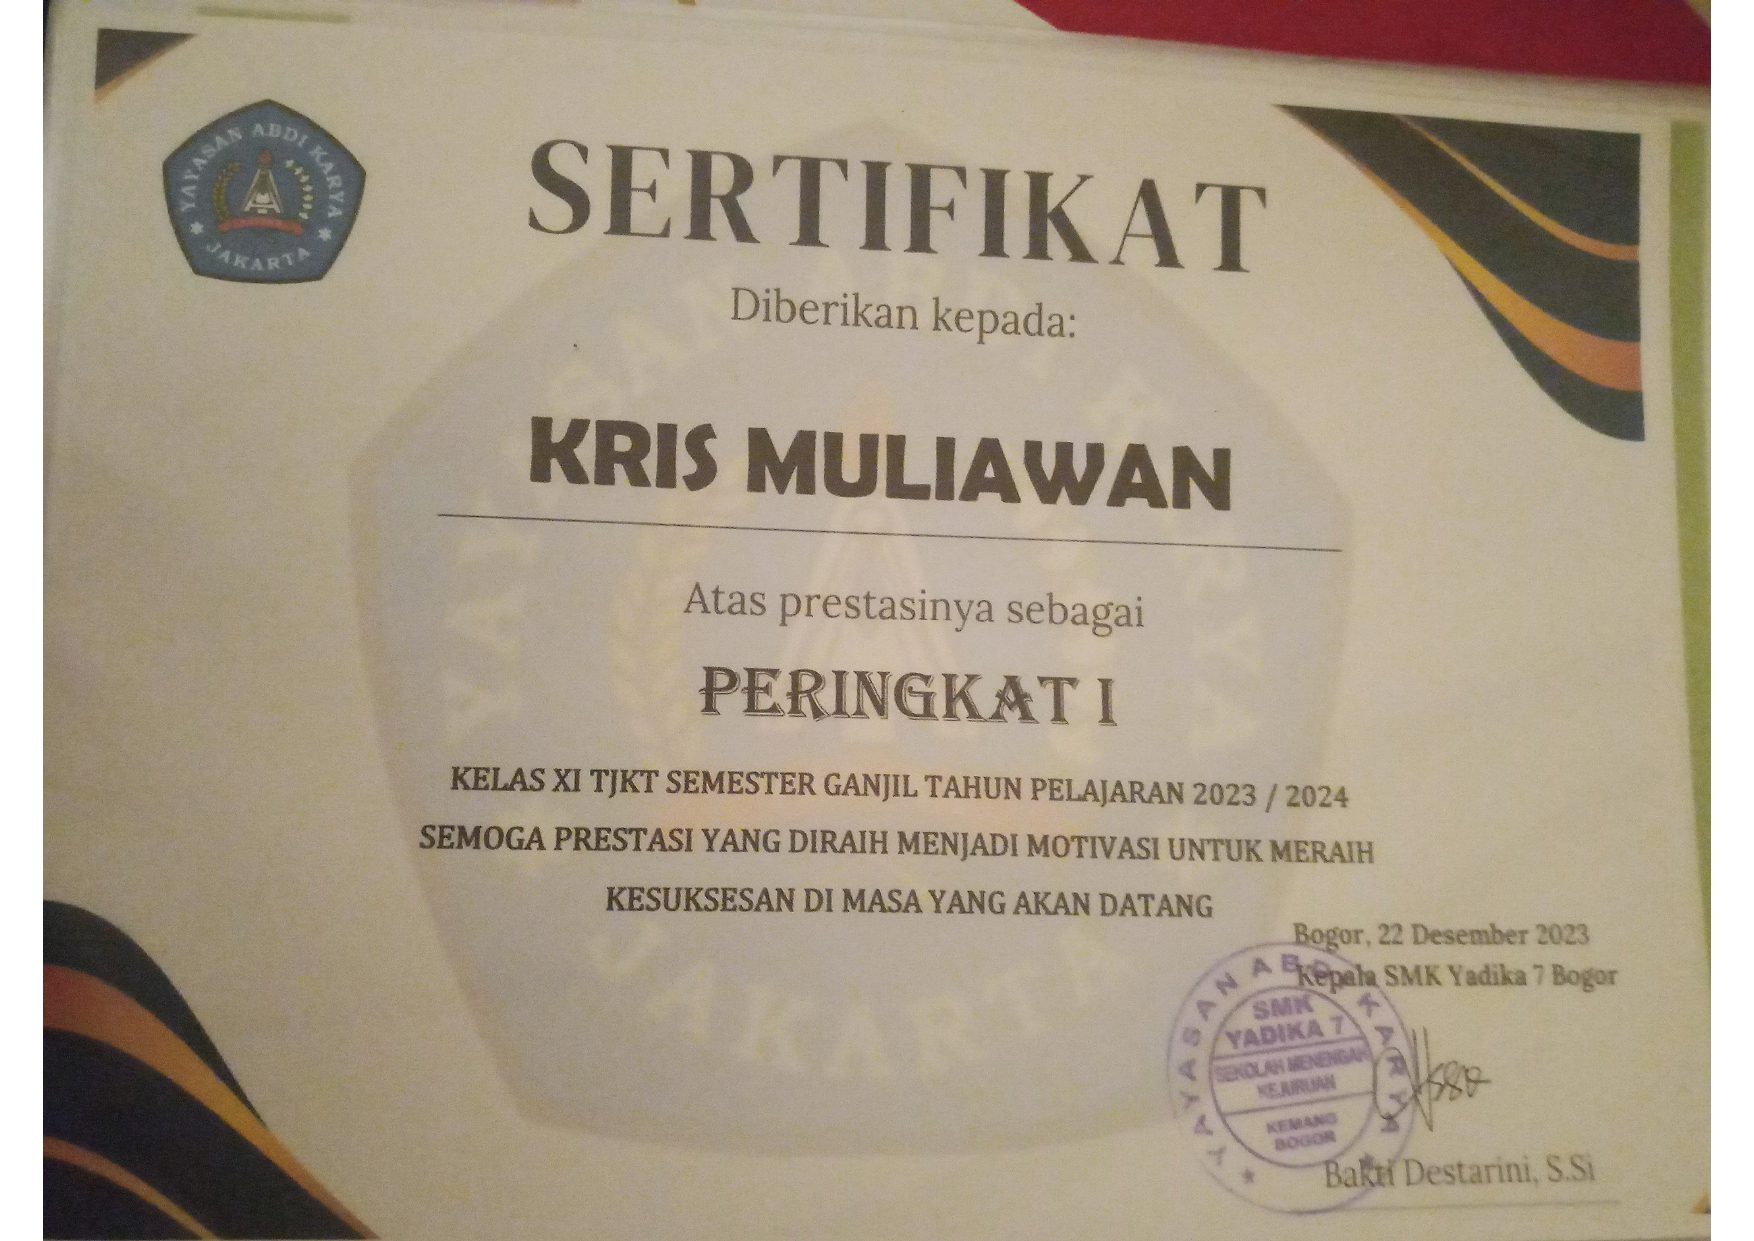 YAYASAN ABDI KARYA
JAKARTA
SERTIFIKAT
Diberikan kepada:
KRIS MULIAWAN
Atas prestasinya sebagai
PERINGKAT I
KELAS XI TJKT SEMESTER GANJIL TAHUN PELAJARAN 2023 / 2024
SEMOGA PRESTASI YANG DIRAIH MENJADI MOTIVASI UNTUK MERAIH
KESUKSESAN DI MASA YANG AKAN DATANG
Bogor, 22 Desember 2023
Kepala SMK Yadika 7 Bogor
YAYASAN ABDI KARYA
SMK
YADIKA 7
SEKOLAH MENENGAH
KEJURUAN
KEMANG
BOGOR
Bakti Destarini, S.Si